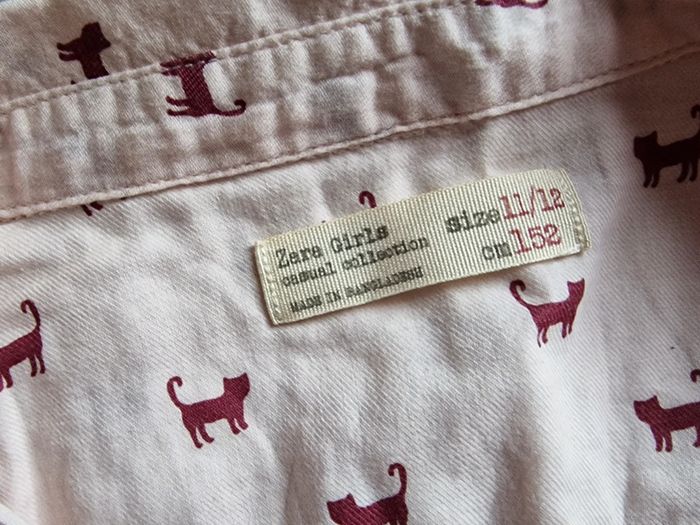 Zara Girls
casual collection
MADE IN BANGLADESH
Size 11/12
cm 152